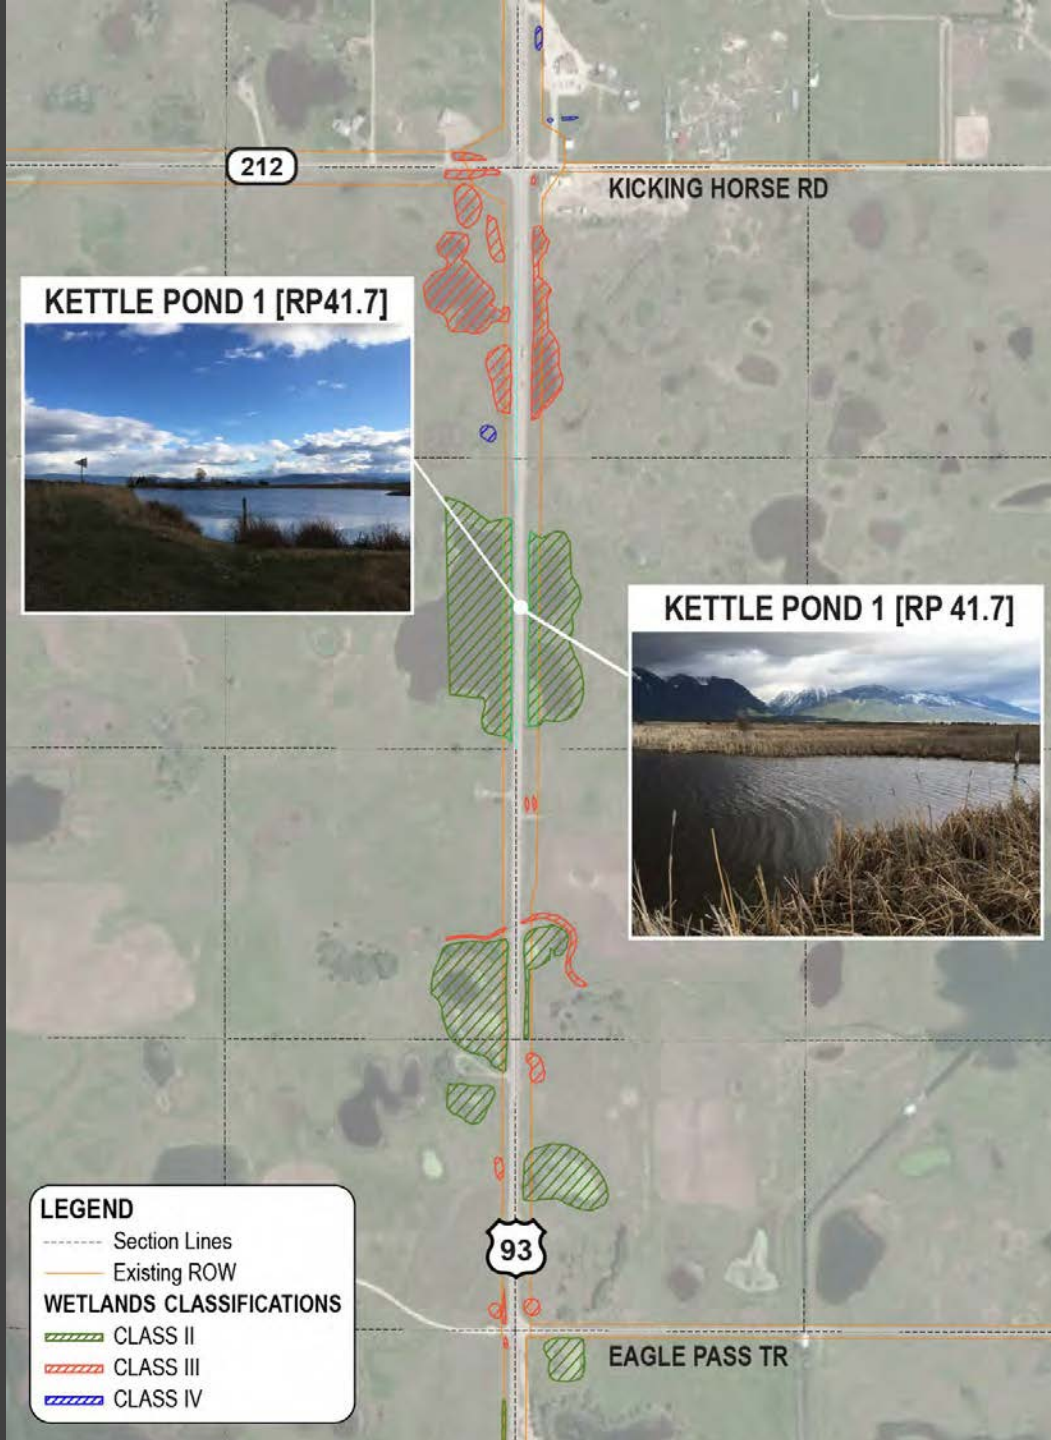 212
KICKING HORSE RD
KETTLE POND 1 [RP41.7]
KETTLE POND 1 [RP 41.7]
93
EAGLE PASS TR
LEGEND
Section Lines
Existing ROW
WETLANDS CLASSIFICATIONS
CLASS II
CLASS III
CLASS IV